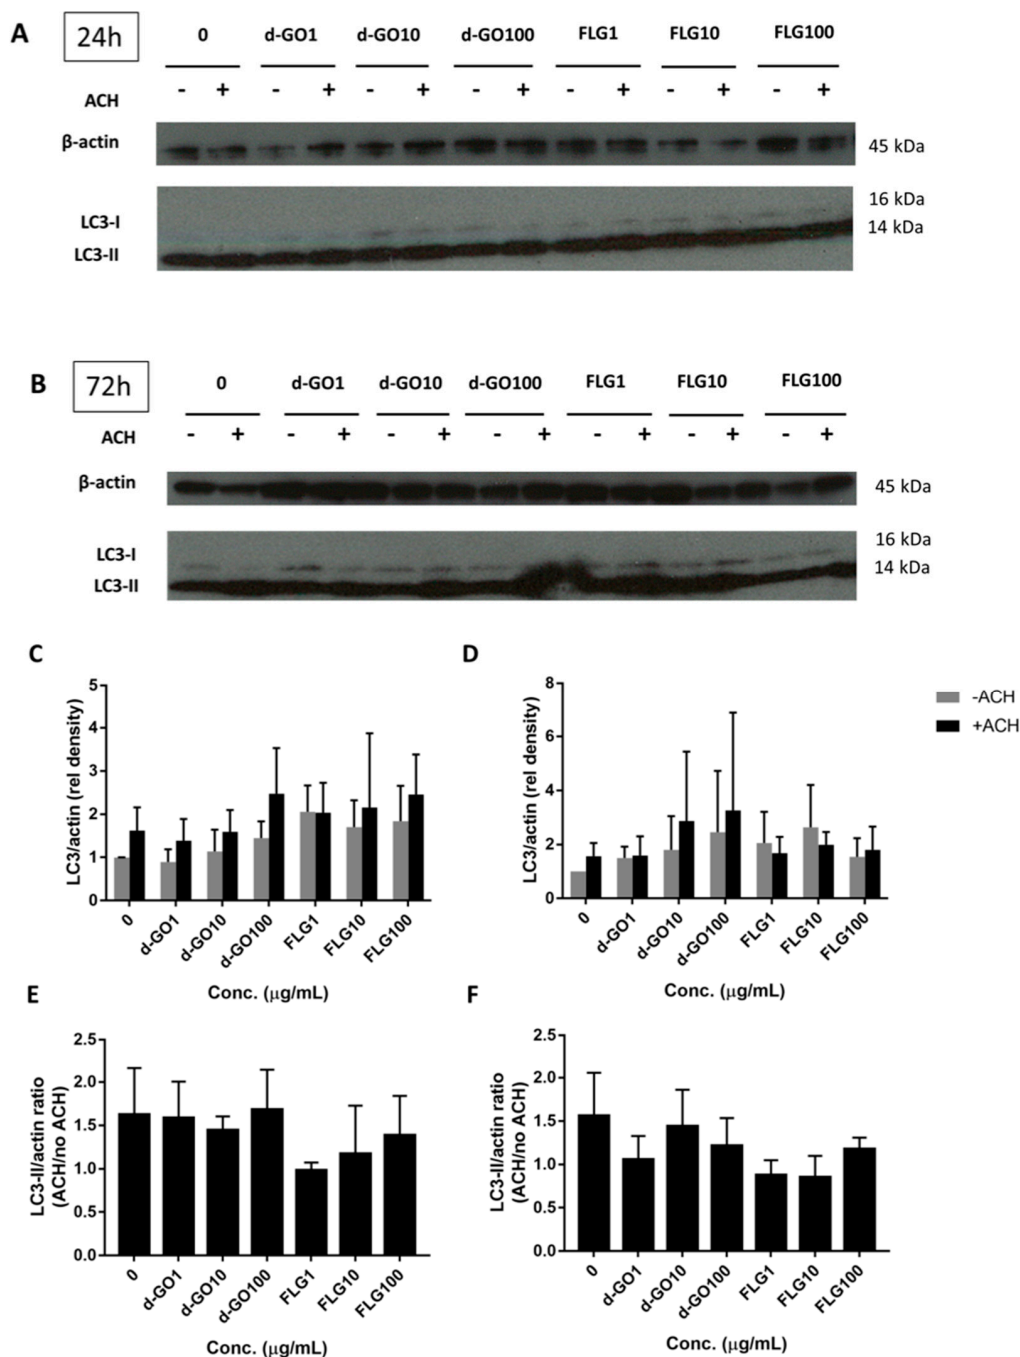 A 24h 0 d-GO1 d-GO10 d-GO100 FLG1 FLG10 FLG100
ACH - + - + - + - + - + - + - +
β-actin 45 kDa
16 kDa
LC3-I 14 kDa
LC3-II
B 72h 0 d-GO1 d-GO10 d-GO100 FLG1 FLG10 FLG100
ACH - + - + - + - + - + - + - +
β-actin 45 kDa
LC3-I 16 kDa
LC3-II 14 kDa
C
LC3/actin (rel density)
5
4
3
2
1
0
0 d-GO1 d-GO10 d-GO100 FLG1 FLG10 FLG100
Conc. (μg/mL)
D
LC3/actin (rel density)
8
6
4
2
0
0 d-GO1 d-GO10 d-GO100 FLG1 FLG10 FLG100
Conc. (μg/mL)
-ACH
+ACH
E
LC3-II/actin ratio
(ACH/no ACH)
2.5
2.0
1.5
1.0
0.5
0.0
0 d-GO1 d-GO10 d-GO100 FLG1 FLG10 FLG100
Conc. (μg/mL)
F
LC3-II/actin ratio
(ACH/no ACH)
2.5
2.0
1.5
1.0
0.5
0.0
0 d-GO1 d-GO10 d-GO100 FLG1 FLG10 FLG100
Conc. (μg/mL)